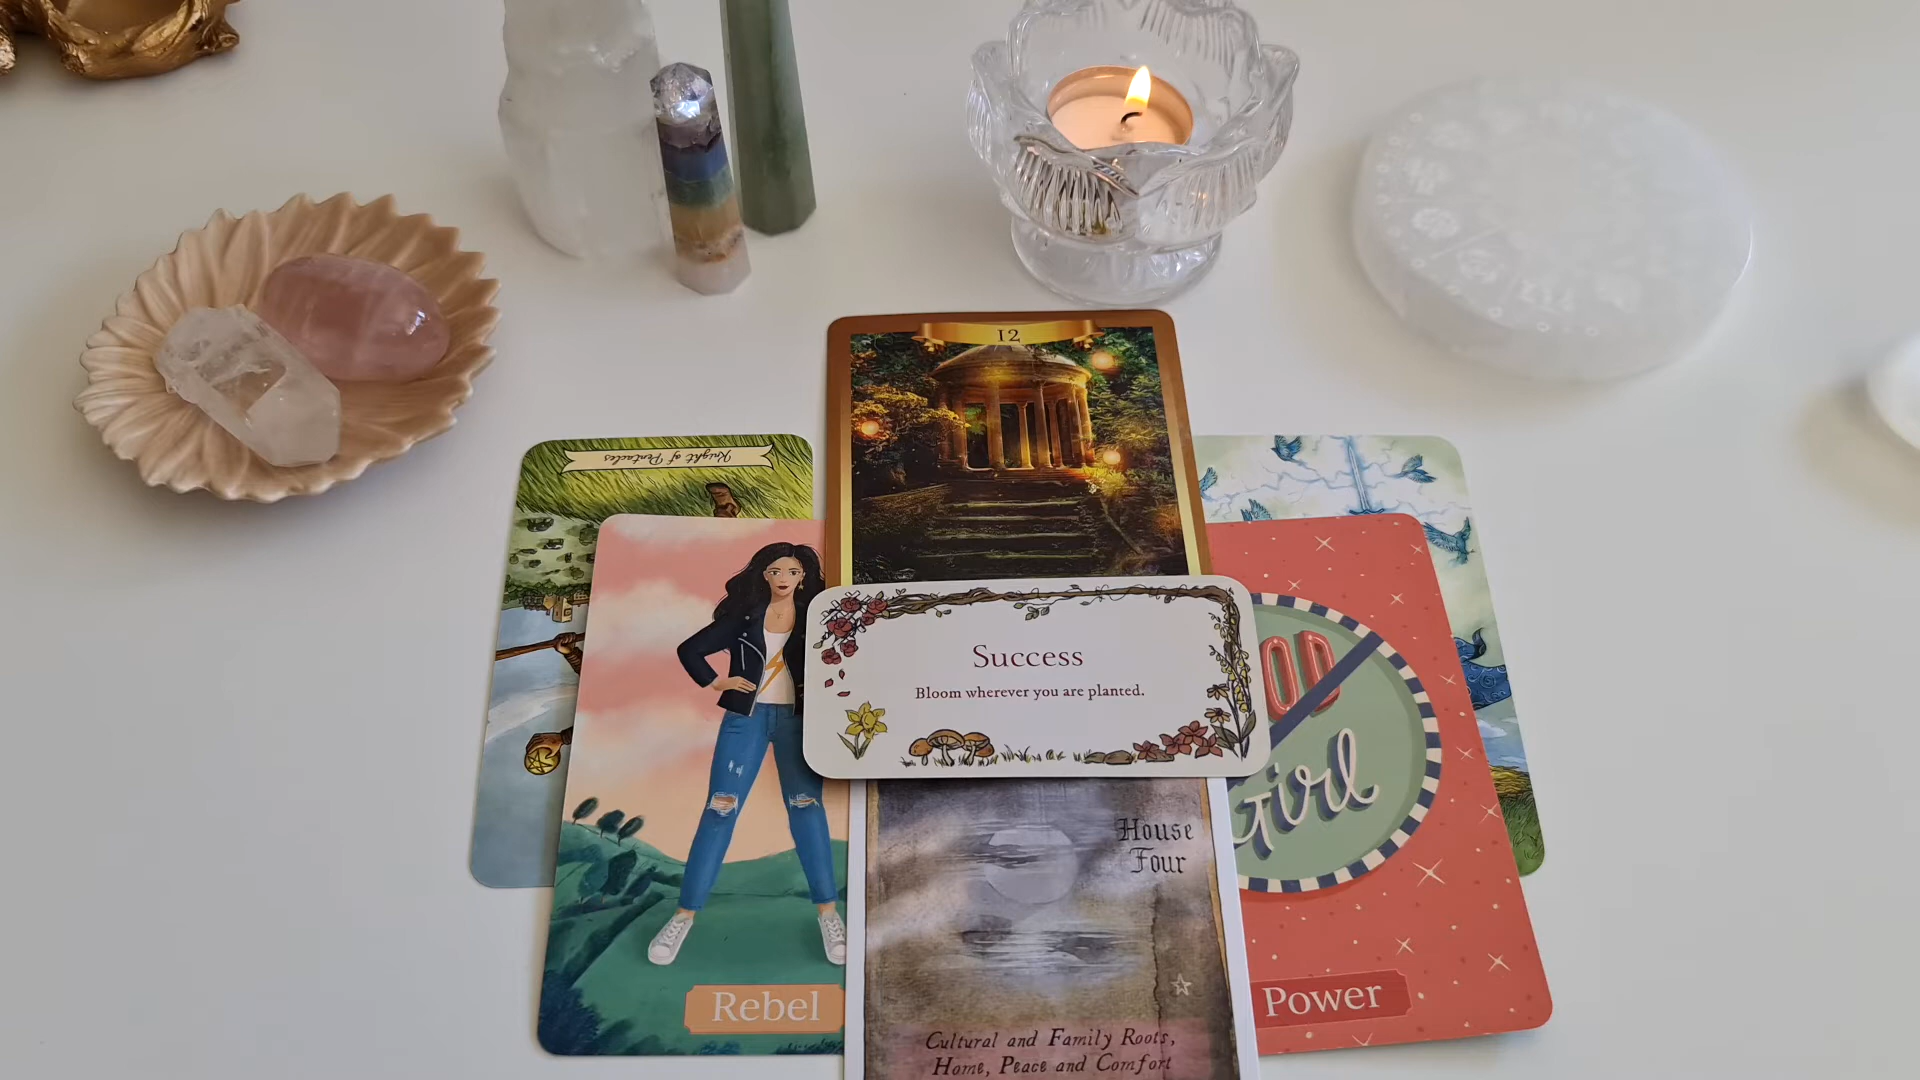 12
Knight of Pentacles
Success
Bloom wherever you are planted.
Girl
House
Four
Rebel
Power
Cultural and Family Roots,
Home, Peace and Comfort